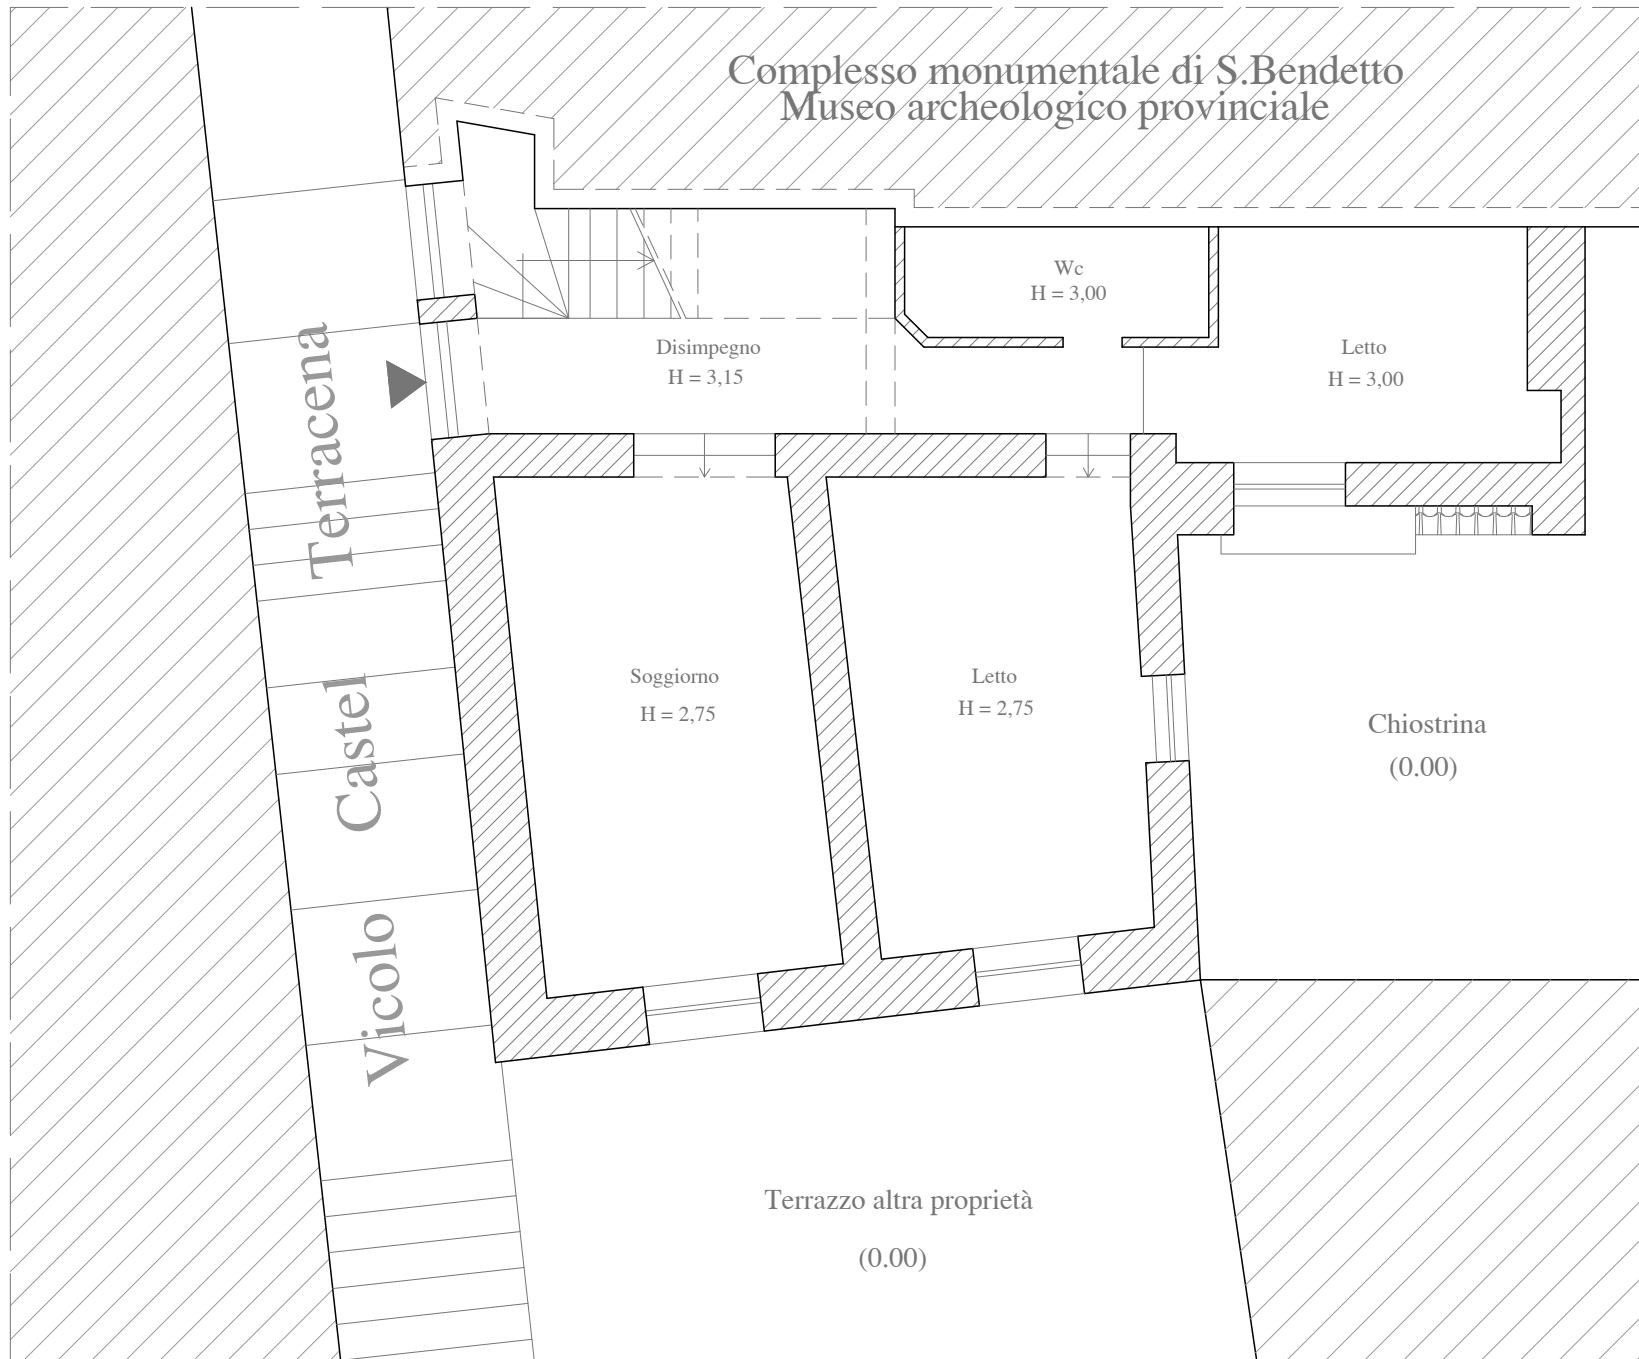 Complesso monumentale di S.Bendetto
Museo archeologico provinciale
Wc
H = 3,00
Disimpegno
H = 3,15
Letto
H = 3,00
Vicolo Castel Terracena
Soggiorno
H = 2,75
Letto
H = 2,75
Chiostrina
(0.00)
Terrazzo altra proprietà
(0.00)